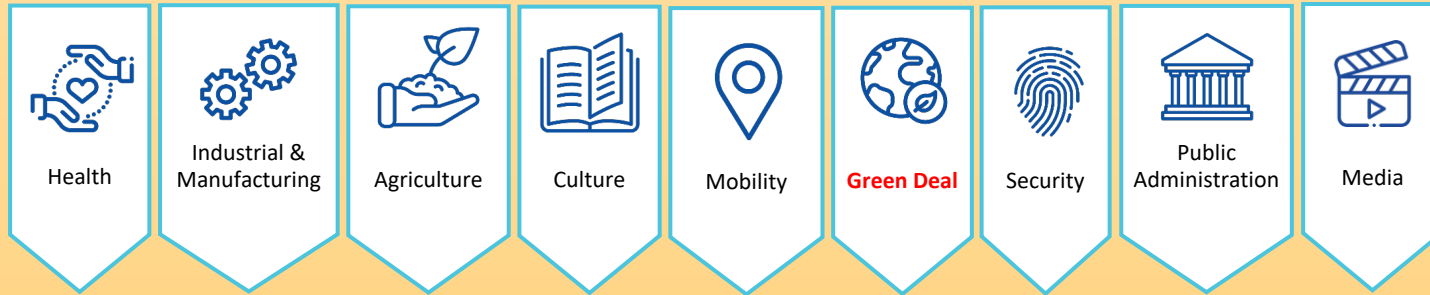 Health
Industrial &
Manufacturing
Agriculture
Culture
Mobility
Green Deal
Security
Public
Administration
Media